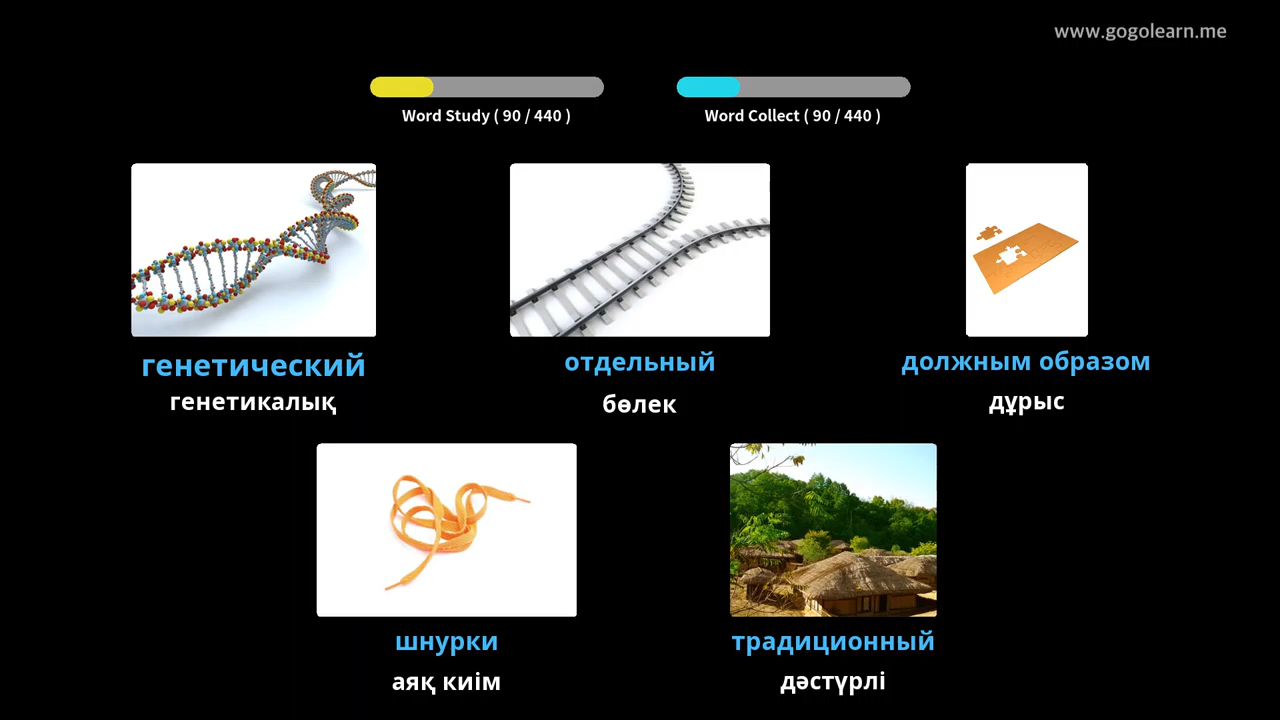 www.gogolearn.me
Word Study ( 90 / 440 )
Word Collect ( 90 / 440 )
генетический
генетикалық
отдельный
бөлек
должным образом
дұрыс
шнурки
аяқ киім
традиционный
дәстүрлі